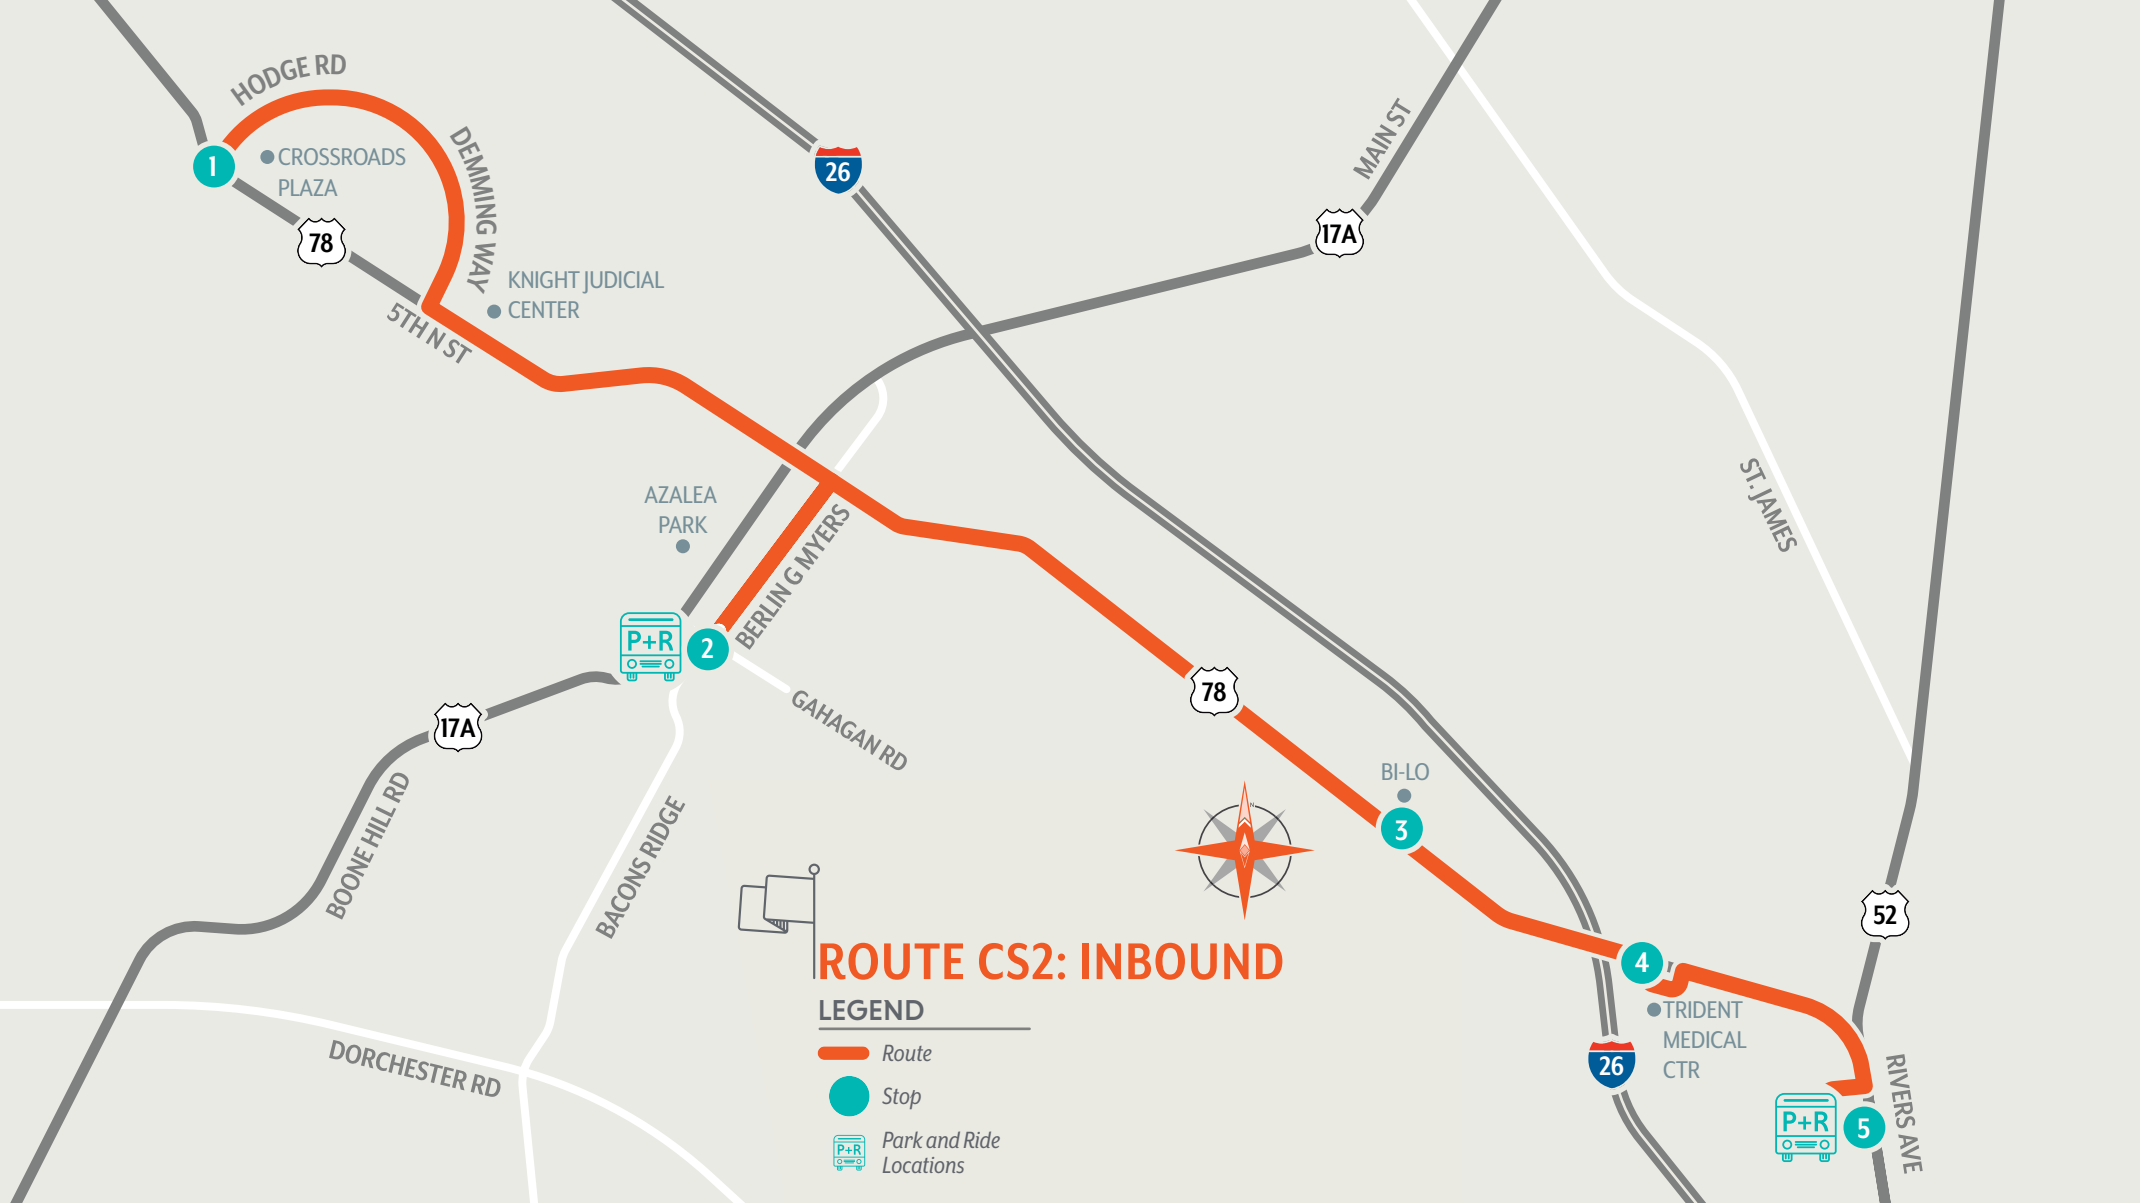 HODGE RD
DEMMING WAY
1
CROSSROADS
PLAZA
78
5TH N ST
KNIGHT JUDICIAL
CENTER
26
MAIN ST
17A
ST. JAMES
AZALEA
PARK
BERLIN G MYERS
P+R
2
GAHAGAN RD
17A
BOONE HILL RD
BACONS RIDGE
78
BI-LO
3
N
52
4
TRIDENT
MEDICAL
CTR
26
RIVERS AVE
P+R
5
DORCHESTER RD
ROUTE CS2: INBOUND
LEGEND
Route
Stop
P+R
Park and Ride
Locations